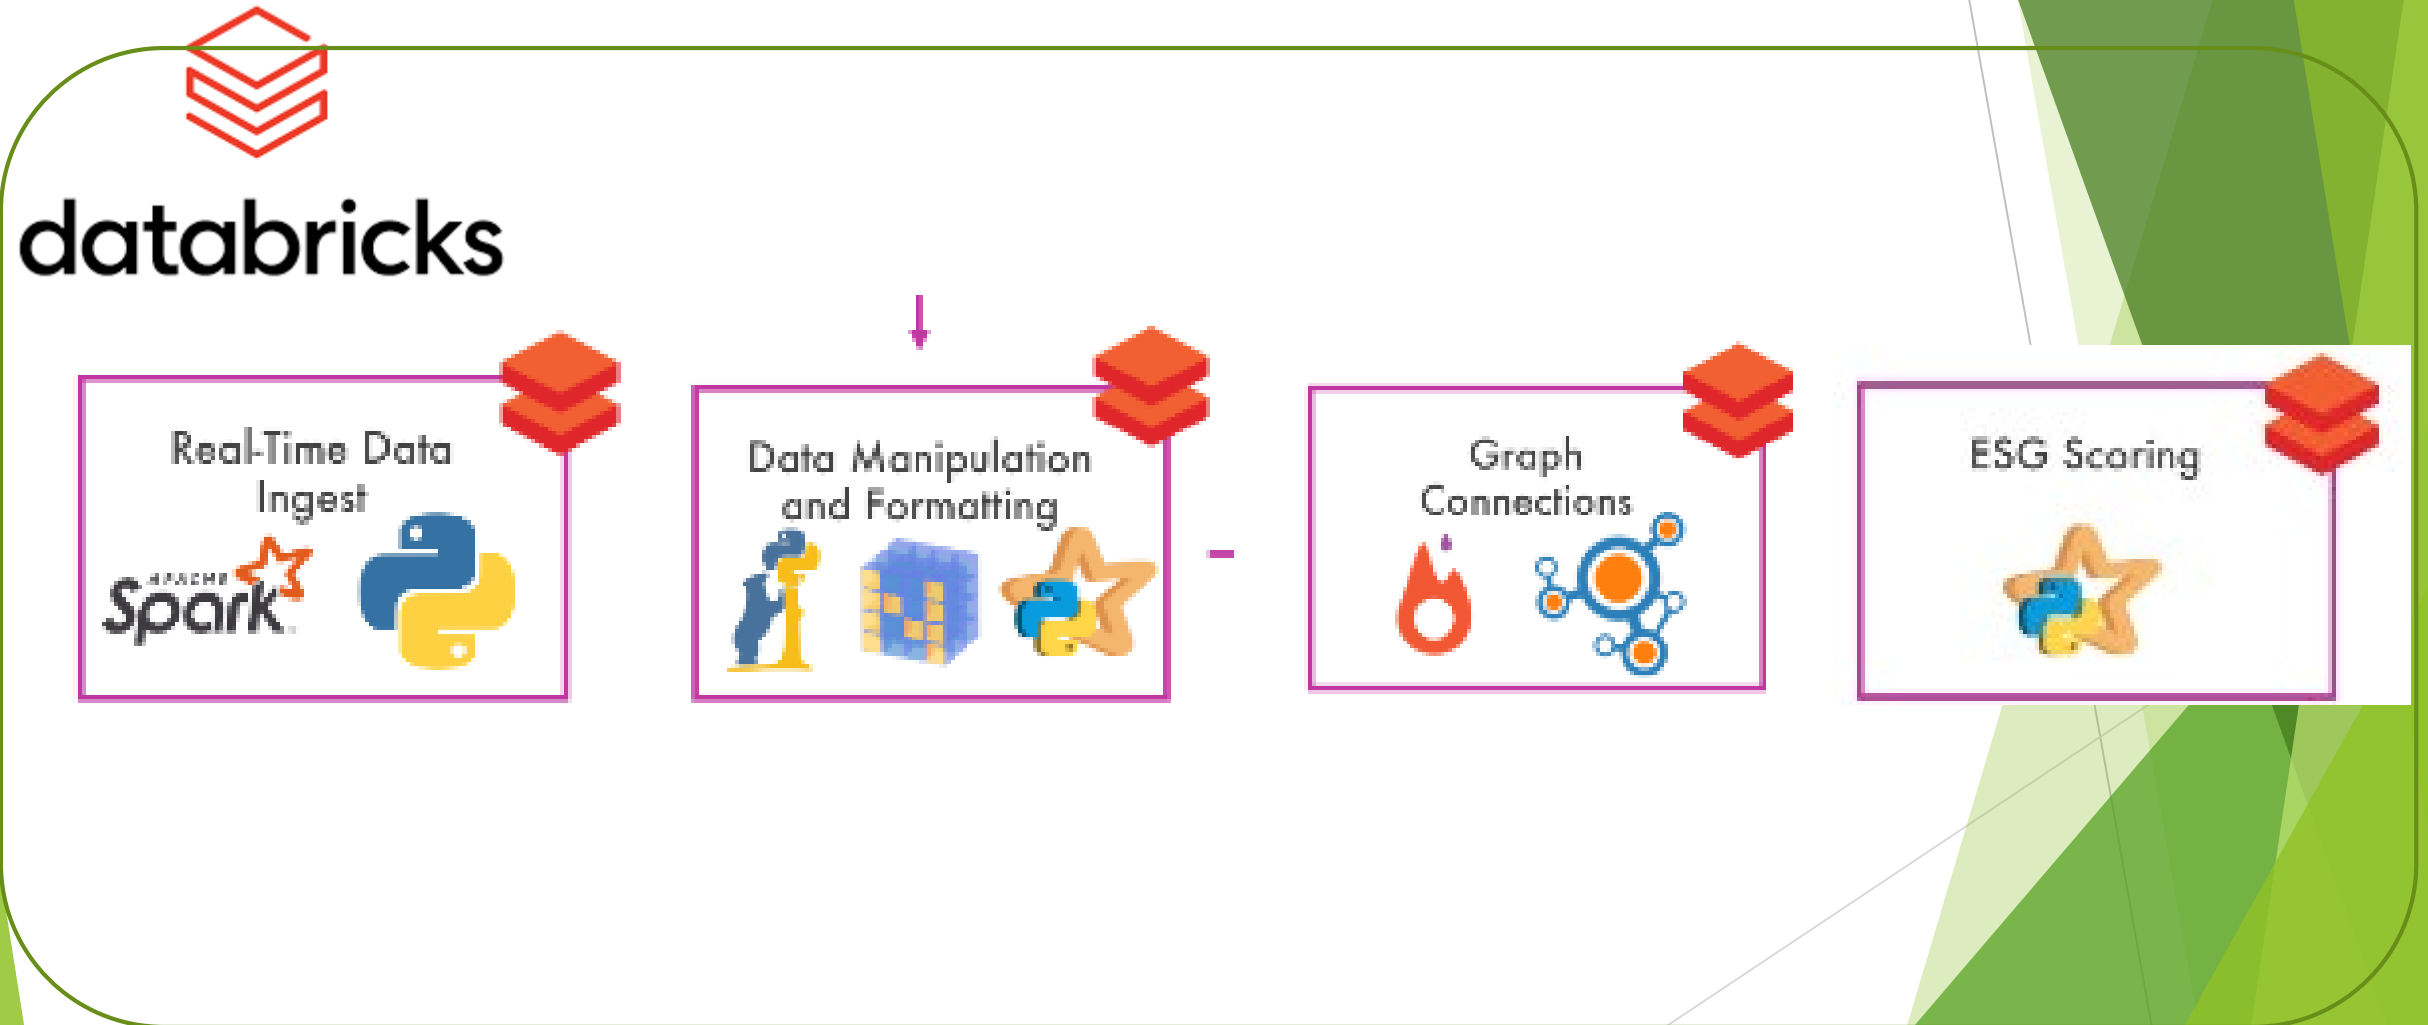 databricks
Real-Time Data
Ingest
APACHE
Spark
Data Manipulation
and Formatting
Graph
Connections
ESG Scoring